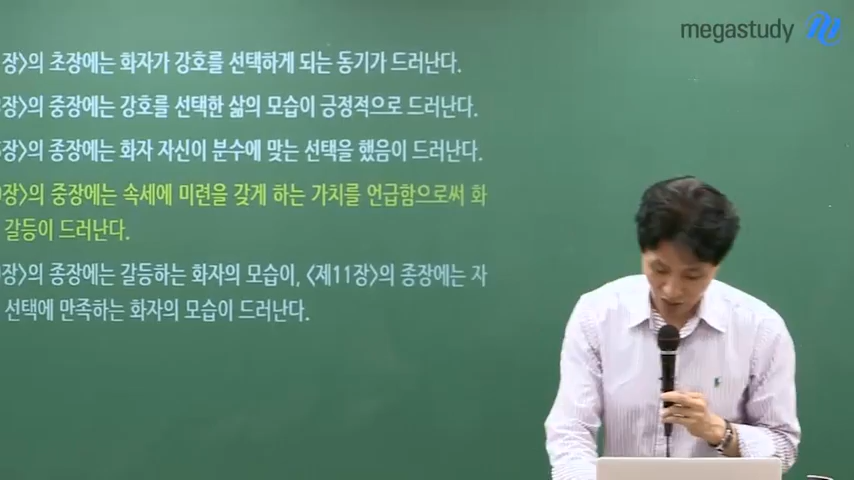 megastudy
장〉의 초장에는 화자가 강호를 선택하게 되는 동기가 드러난다.
장〉의 중장에는 강호를 선택한 삶의 모습이 긍정적으로 드러난다.
장〉의 종장에는 화자 자신이 분수에 맞는 선택을 했음이 드러난다.
장〉의 중장에는 속세에 미련을 갖게 하는 가치를 언급함으로써 화
갈등이 드러난다.
장〉의 종장에는 갈등하는 화자의 모습이, 〈제11장〉의 종장에는 자
선택에 만족하는 화자의 모습이 드러난다.